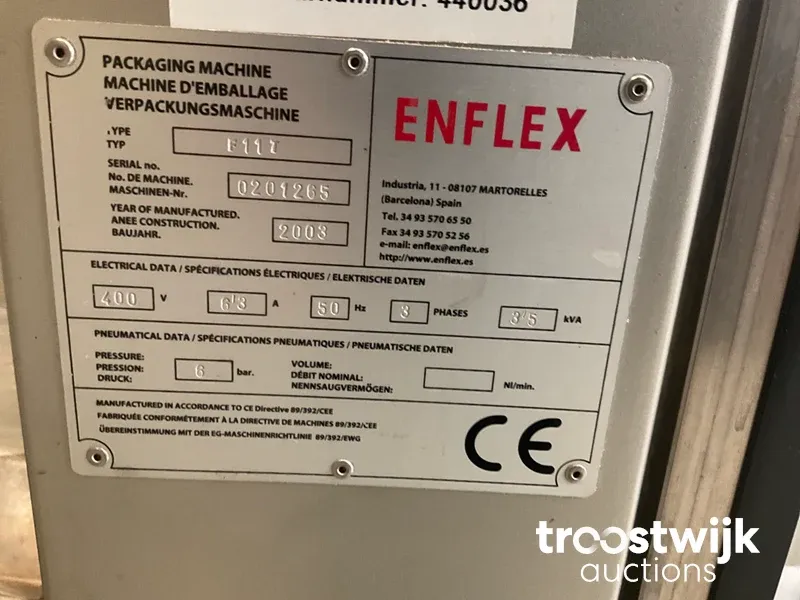 440036
PACKAGING MACHINE
MACHINE D'EMBALLAGE
VERPACKUNGSMASCHINE
TYPE
TYP
SERIAL no.
No. DE MACHINE.
MASCHINEN-Nr.
0201265
YEAR OF MANUFACTURED.
ANEE CONSTRUCTION.
BAUJAHR.
2003
ENFLEX
Industria, 11 - 08107 MARTORELLES
(Barcelona) Spain
Tel. 34 93 570 65 50
Fax 34 93 570 52 56
e-mail: enflex@enflex.es
http://www.enflex.es
ELECTRICAL DATA / SPÉCIFICATIONS ÉLECTRIQUES / ELEKTRISCHE DATEN
400 V 6'3 A 50 Hz 3 PHASES 3'5 kVA
PNEUMATICAL DATA / SPÉCIFICATIONS PNEUMATIQUES / PNEUMATISCHE DATEN
PRESSURE:
PRESSION:
DRUCK:
6 bar.
VOLUME:
DÉBIT NOMINAL:
NENNSAUGVERMÖGEN:
Nl/min.
MANUFACTURED IN ACCORDANCE TO CE Directive 89/392/CEE
FABRIQUÉE CONFORMÉTEMENT À LA DIRECTIVE DE MACHINES 89/392/CEE
ÜBEREINSTIMMUNG MIT DER EG-MASCHINENRICHTLINIE 89/392/EWG
CE
troostwijk
auctions